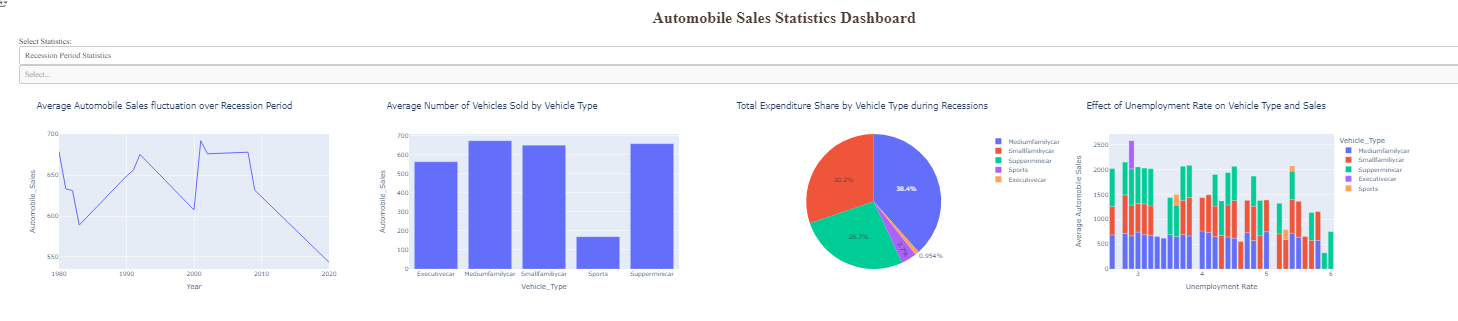 Automobile Sales Statistics Dashboard
Select Statistics:
Recession Period Statistics
Select...
Average Automobile Sales fluctuation over Recession Period
700
650
600
550
Automobile_Sales
1980 1990 2000 2010 2020
Year
Average Number of Vehicles Sold by Vehicle Type
700
600
500
400
300
200
100
0
Automobile_Sales
Executivecar Mediumfamilycar Smallfamiliycar Sports Supperminicar
Vehicle_Type
Total Expenditure Share by Vehicle Type during Recessions
38.4%
30.2%
26.7%
3.7%
0.954%
Mediumfamilycar
Smallfamiliycar
Supperminicar
Sports
Executivecar
Effect of Unemployment Rate on Vehicle Type and Sales
2500
2000
1500
1000
500
0
Average Automobile Sales
3 4 5 6
Unemployment Rate
Vehicle_Type
Mediumfamilycar
Smallfamiliycar
Supperminicar
Executivecar
Sports